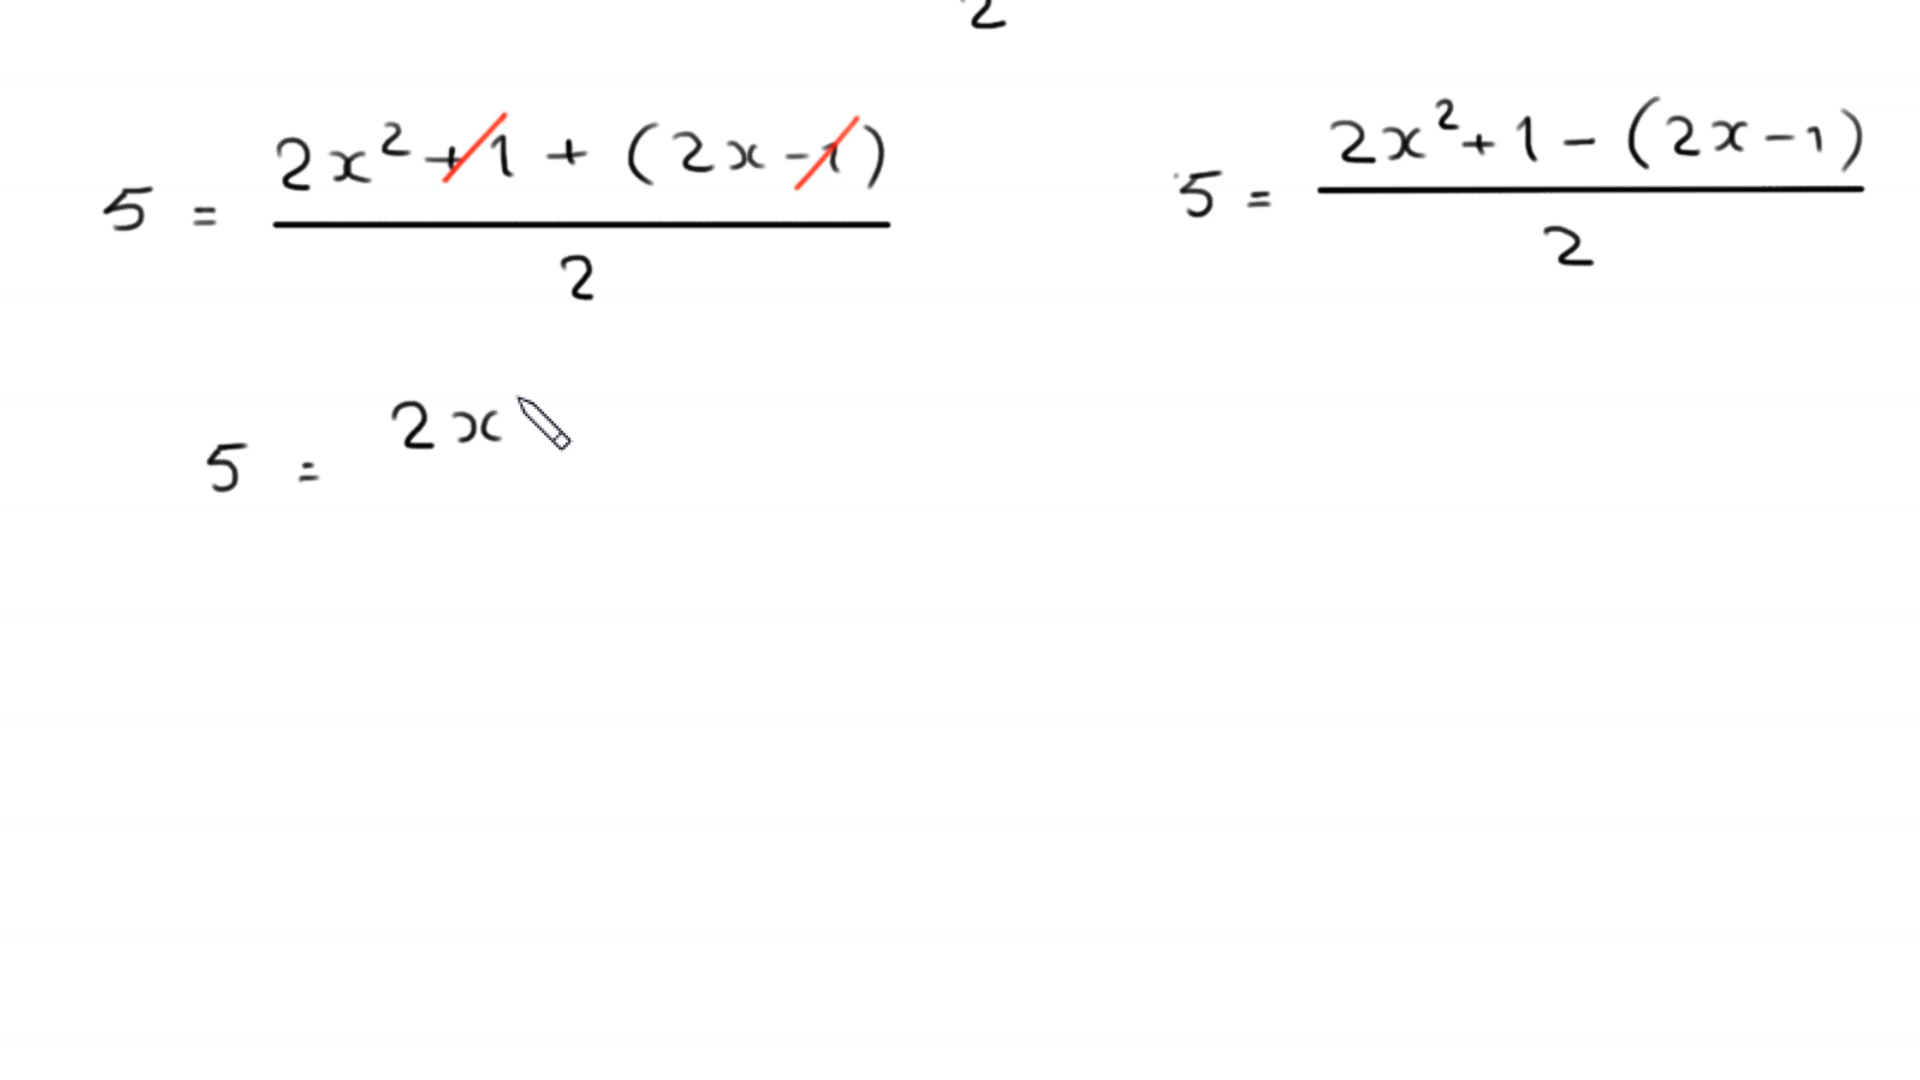 2
5 = (2x² + 1 + (2x - 1)) / 2
5 = (2x² + 1 - (2x - 1)) / 2
5 = 2x